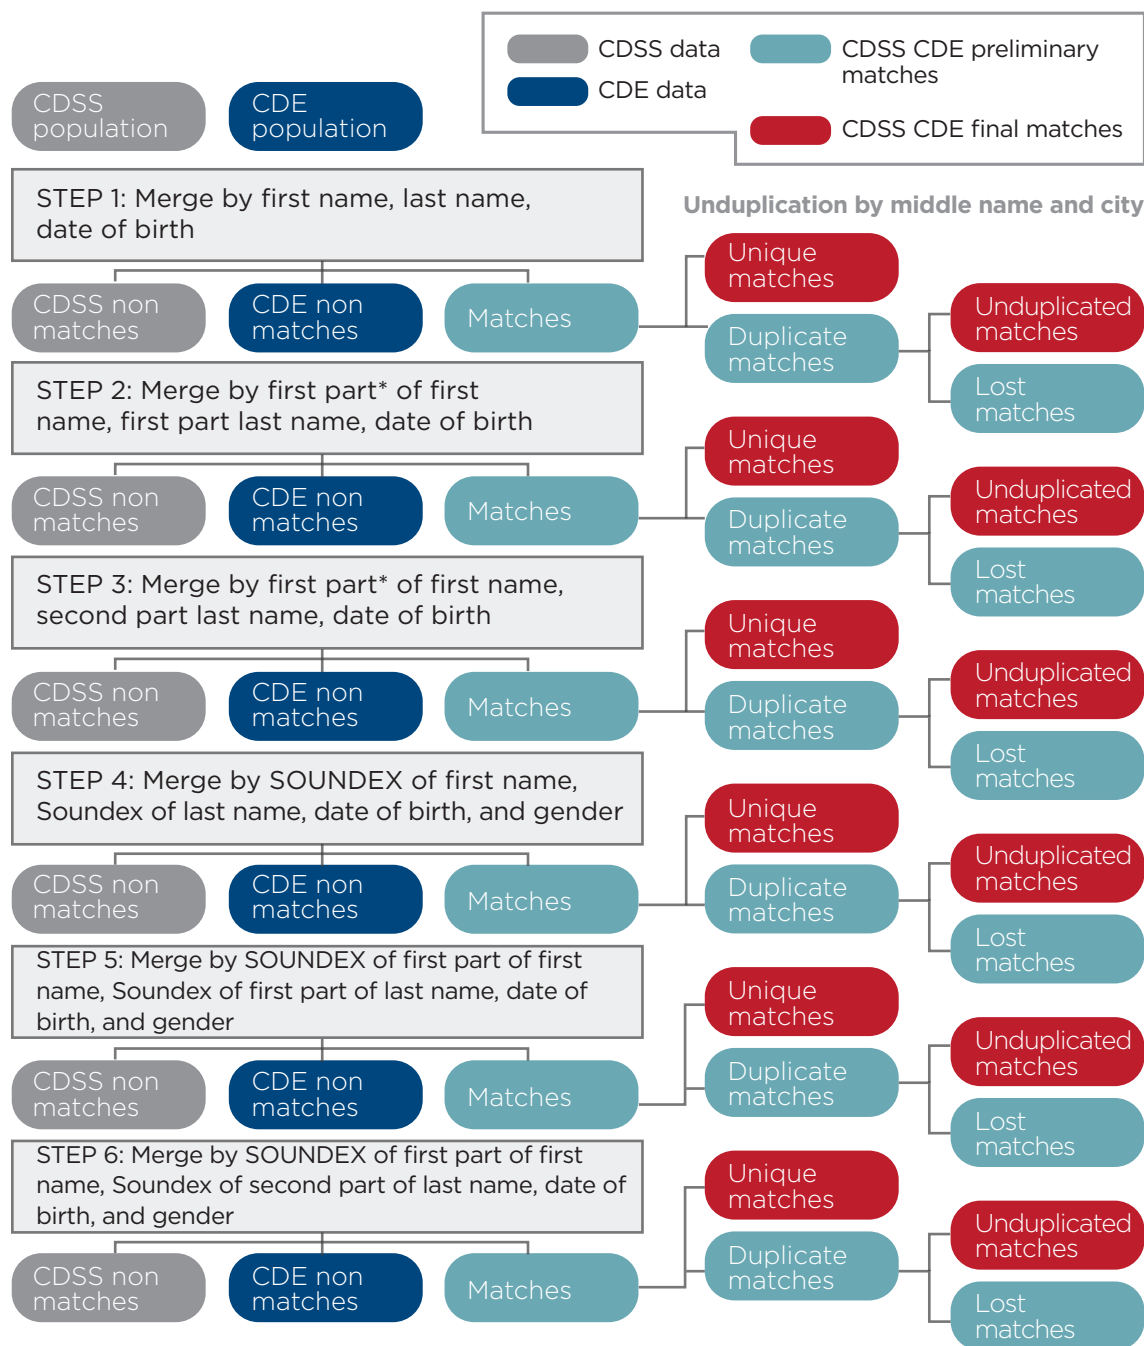 CDSS data
CDE data
CDSS CDE preliminary
matches
CDSS CDE final matches
CDSS
population
CDE
population
STEP 1: Merge by first name, last name,
date of birth
Unduplication by middle name and city
CDSS non
matches
CDE non
matches
Matches
Unique
matches
Duplicate
matches
Unduplicated
matches
Lost
matches
STEP 2: Merge by first part* of first
name, first part last name, date of birth
CDSS non
matches
CDE non
matches
Matches
Unique
matches
Duplicate
matches
Unduplicated
matches
Lost
matches
STEP 3: Merge by first part* of first name,
second part last name, date of birth
CDSS non
matches
CDE non
matches
Matches
Unique
matches
Duplicate
matches
Unduplicated
matches
Lost
matches
STEP 4: Merge by SOUNDEX of first name,
Soundex of last name, date of birth, and gender
CDSS non
matches
CDE non
matches
Matches
Unique
matches
Duplicate
matches
Unduplicated
matches
Lost
matches
STEP 5: Merge by SOUNDEX of first part of first
name, Soundex of first part of last name, date of
birth, and gender
CDSS non
matches
CDE non
matches
Matches
Unique
matches
Duplicate
matches
Unduplicated
matches
Lost
matches
STEP 6: Merge by SOUNDEX of first part of first
name, Soundex of second part of last name, date of
birth, and gender
CDSS non
matches
CDE non
matches
Matches
Unique
matches
Duplicate
matches
Unduplicated
matches
Lost
matches